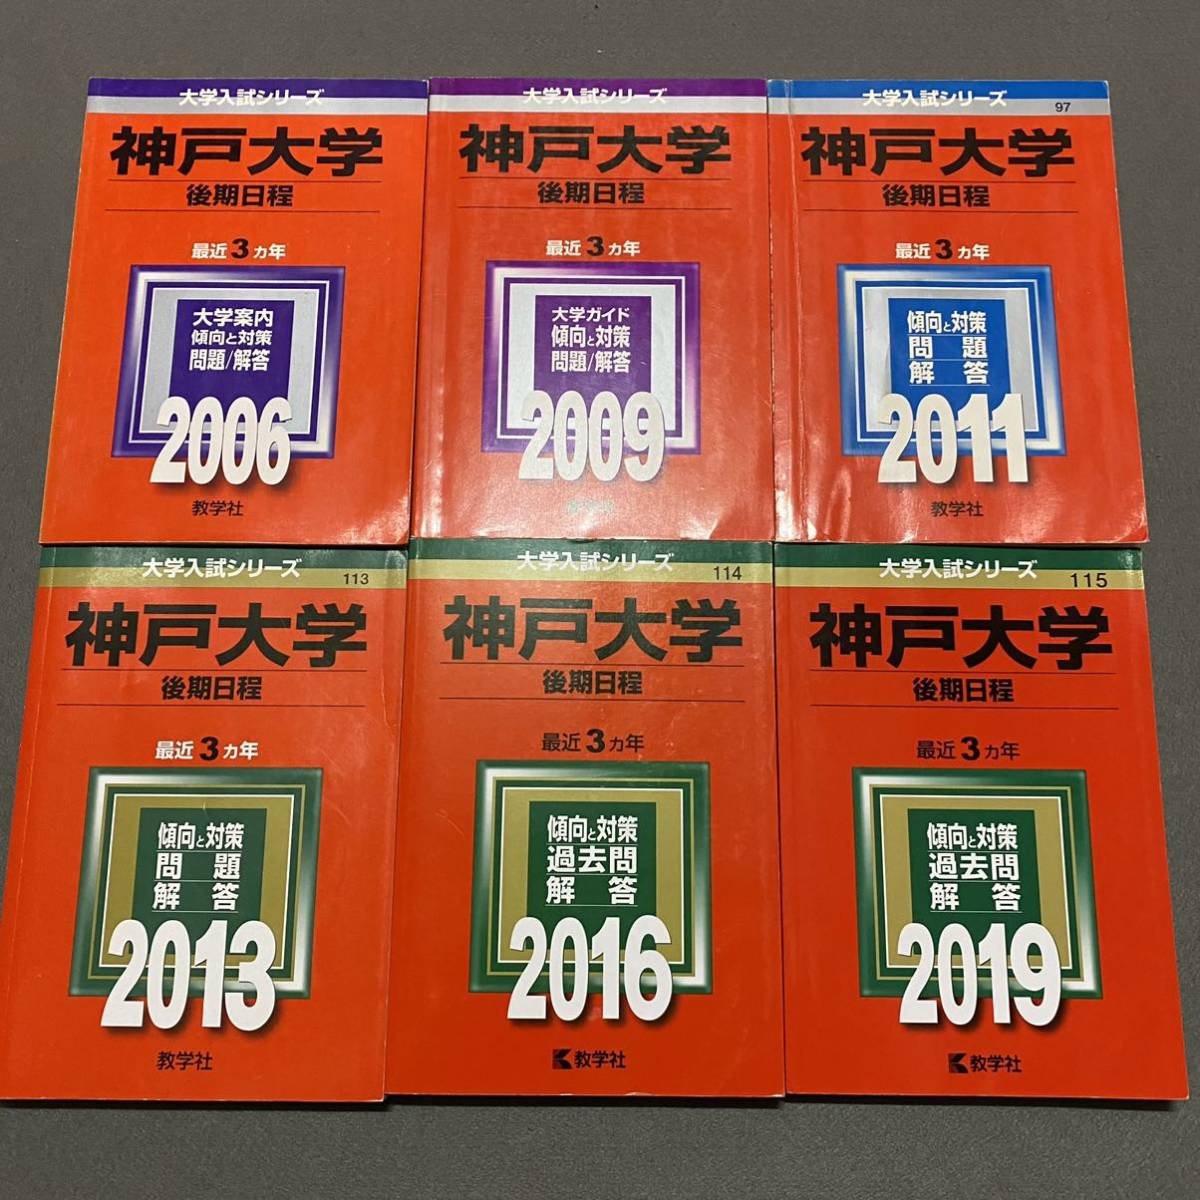 大学入試シリーズ
神戸大学
後期日程
最近3カ年
大学案内
傾向と対策
問題/解答
2006
教学社
大学入試シリーズ
神戸大学
後期日程
最近3カ年
大学ガイド
傾向と対策
問題/解答
2009
教学社
大学入試シリーズ
97
神戸大学
後期日程
最近3カ年
傾向と対策
問題
解答
2011
教学社
大学入試シリーズ
113
神戸大学
後期日程
最近3カ年
傾向と対策
問題
解答
2013
教学社
大学入試シリーズ
114
神戸大学
後期日程
最近3カ年
傾向と対策
過去問
解答
2016
教学社
大学入試シリーズ
115
神戸大学
後期日程
最近3カ年
傾向と対策
過去問
解答
2019
教学社